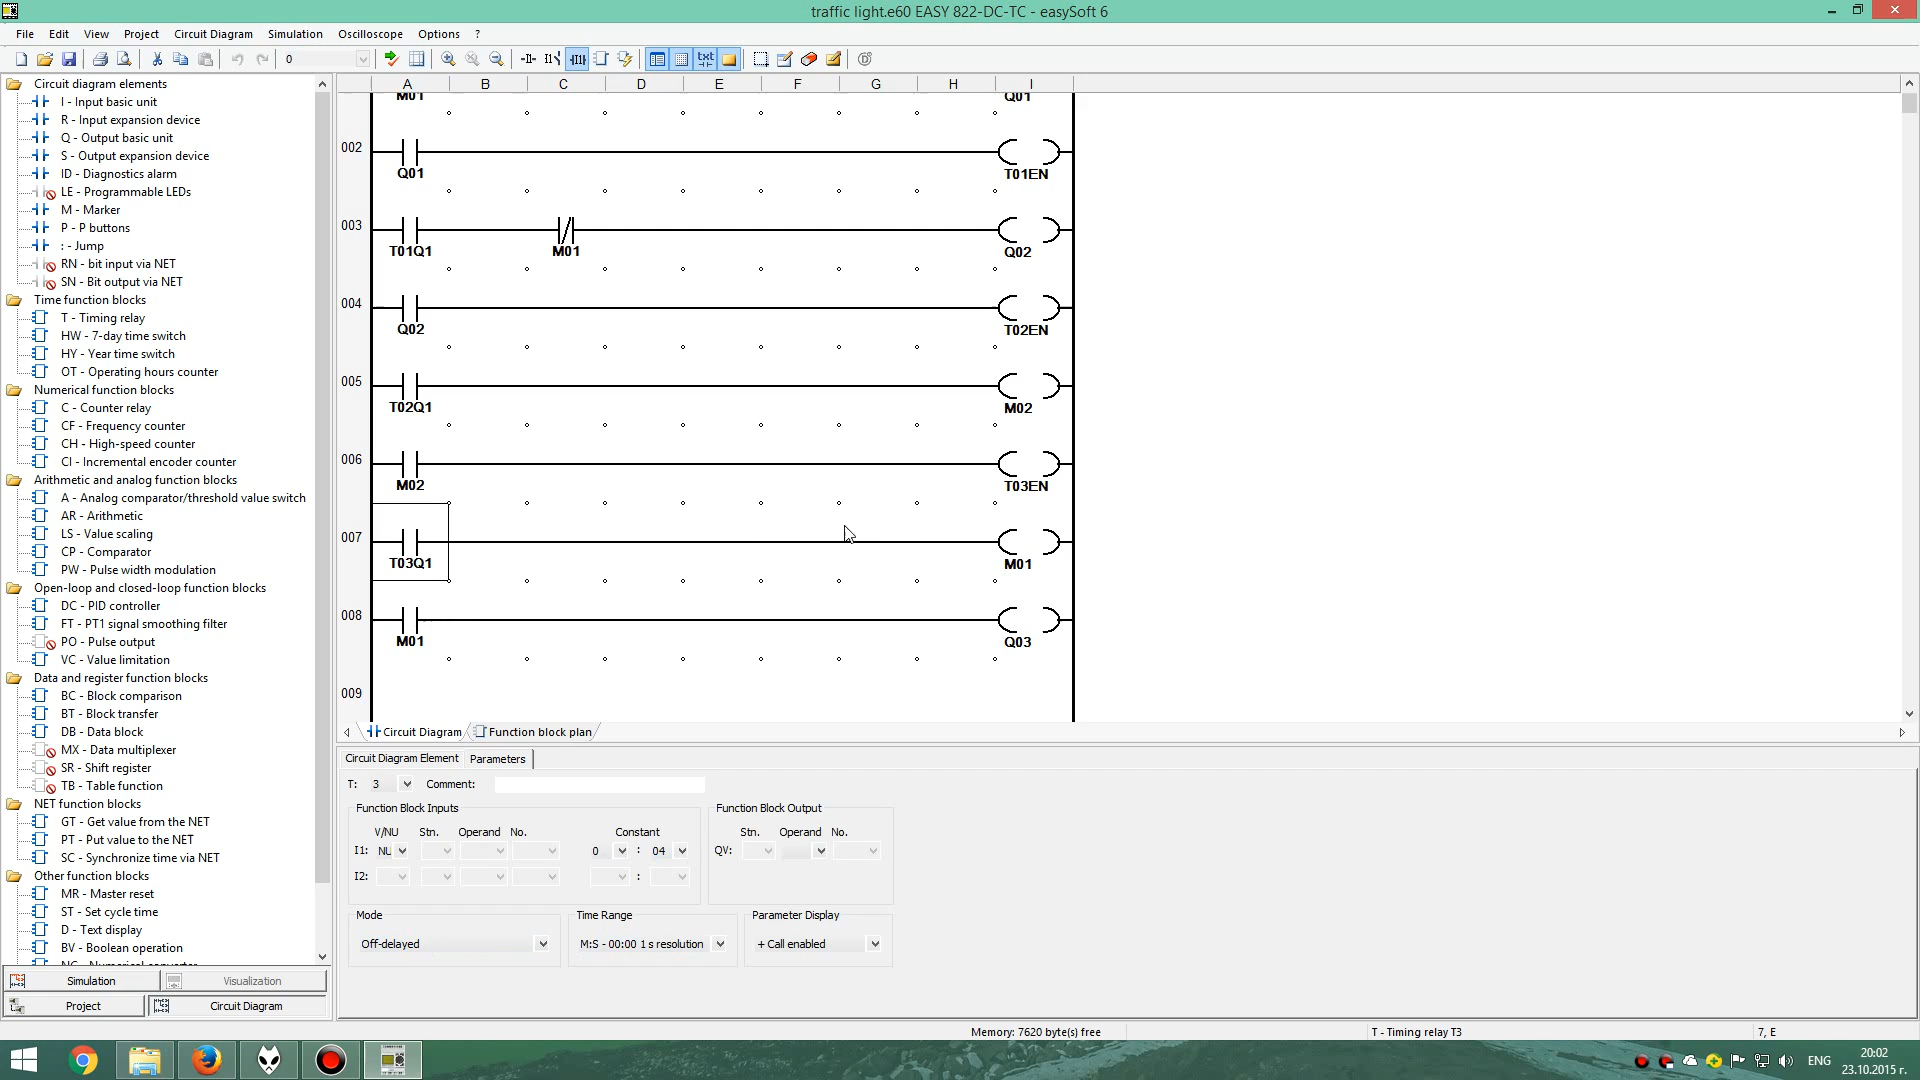 traffic light.e60 EASY 822-DC-TC - easySoft 6
File Edit View Project Circuit Diagram Simulation Oscilloscope Options ?
0
txt
Circuit diagram elements
I - Input basic unit
R - Input expansion device
Q - Output basic unit
S - Output expansion device
ID - Diagnostics alarm
LE - Programmable LEDs
M - Marker
P - P buttons
: - Jump
RN - bit input via NET
SN - Bit output via NET
Time function blocks
T - Timing relay
HW - 7-day time switch
HY - Year time switch
OT - Operating hours counter
Numerical function blocks
C - Counter relay
CF - Frequency counter
CH - High-speed counter
CI - Incremental encoder counter
Arithmetic and analog function blocks
A - Analog comparator/threshold value switch
AR - Arithmetic
LS - Value scaling
CP - Comparator
PW - Pulse width modulation
Open-loop and closed-loop function blocks
DC - PID controller
FT - PT1 signal smoothing filter
PO - Pulse output
VC - Value limitation
Data and register function blocks
BC - Block comparison
BT - Block transfer
DB - Data block
MX - Data multiplexer
SR - Shift register
TB - Table function
NET function blocks
GT - Get value from the NET
PT - Put value to the NET
SC - Synchronize time via NET
Other function blocks
MR - Master reset
ST - Set cycle time
D - Text display
BV - Boolean operation
NC - Numerical converter
Simulation Visualization
Project Circuit Diagram
A B C D E F G H I
M01 Q01
002
Q01 T01EN
003
T01Q1 M01 Q02
004
Q02 T02EN
005
T02Q1 M02
006
M02 T03EN
007
T03Q1 M01
008
M01 Q03
009
Circuit Diagram Function block plan
Circuit Diagram Element Parameters
T: 3 Comment:
Function Block Inputs Function Block Output
V/NU Stn. Operand No. Constant Stn. Operand No.
I1: NU 0 : 04 QV:
I2: :
Mode Time Range Parameter Display
Off-delayed M:S - 00:00 1 s resolution + Call enabled
Memory: 7620 byte(s) free T - Timing relay T3 7, E
ENG 20:02
23.10.2015 г.